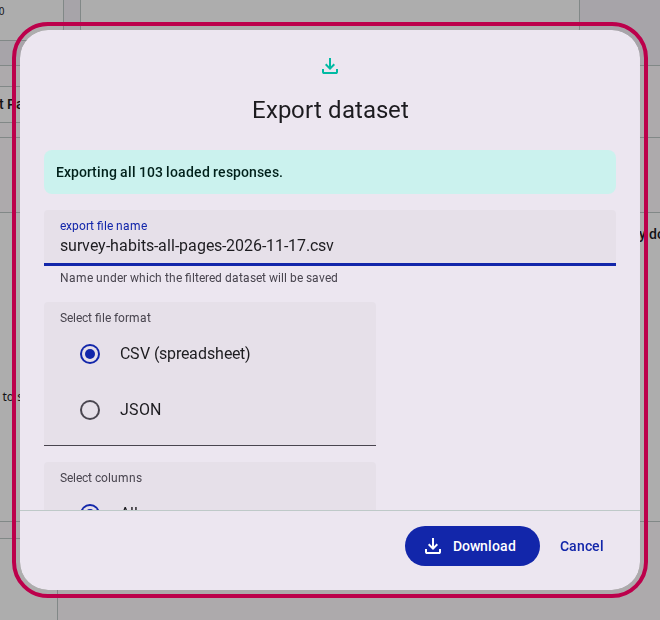 Export dataset
Exporting all 103 loaded responses.
export file name
survey-habits-all-pages-2026-11-17.csv
Name under which the filtered dataset will be saved
Select file format
CSV (spreadsheet)
JSON
Select columns
Download
Cancel